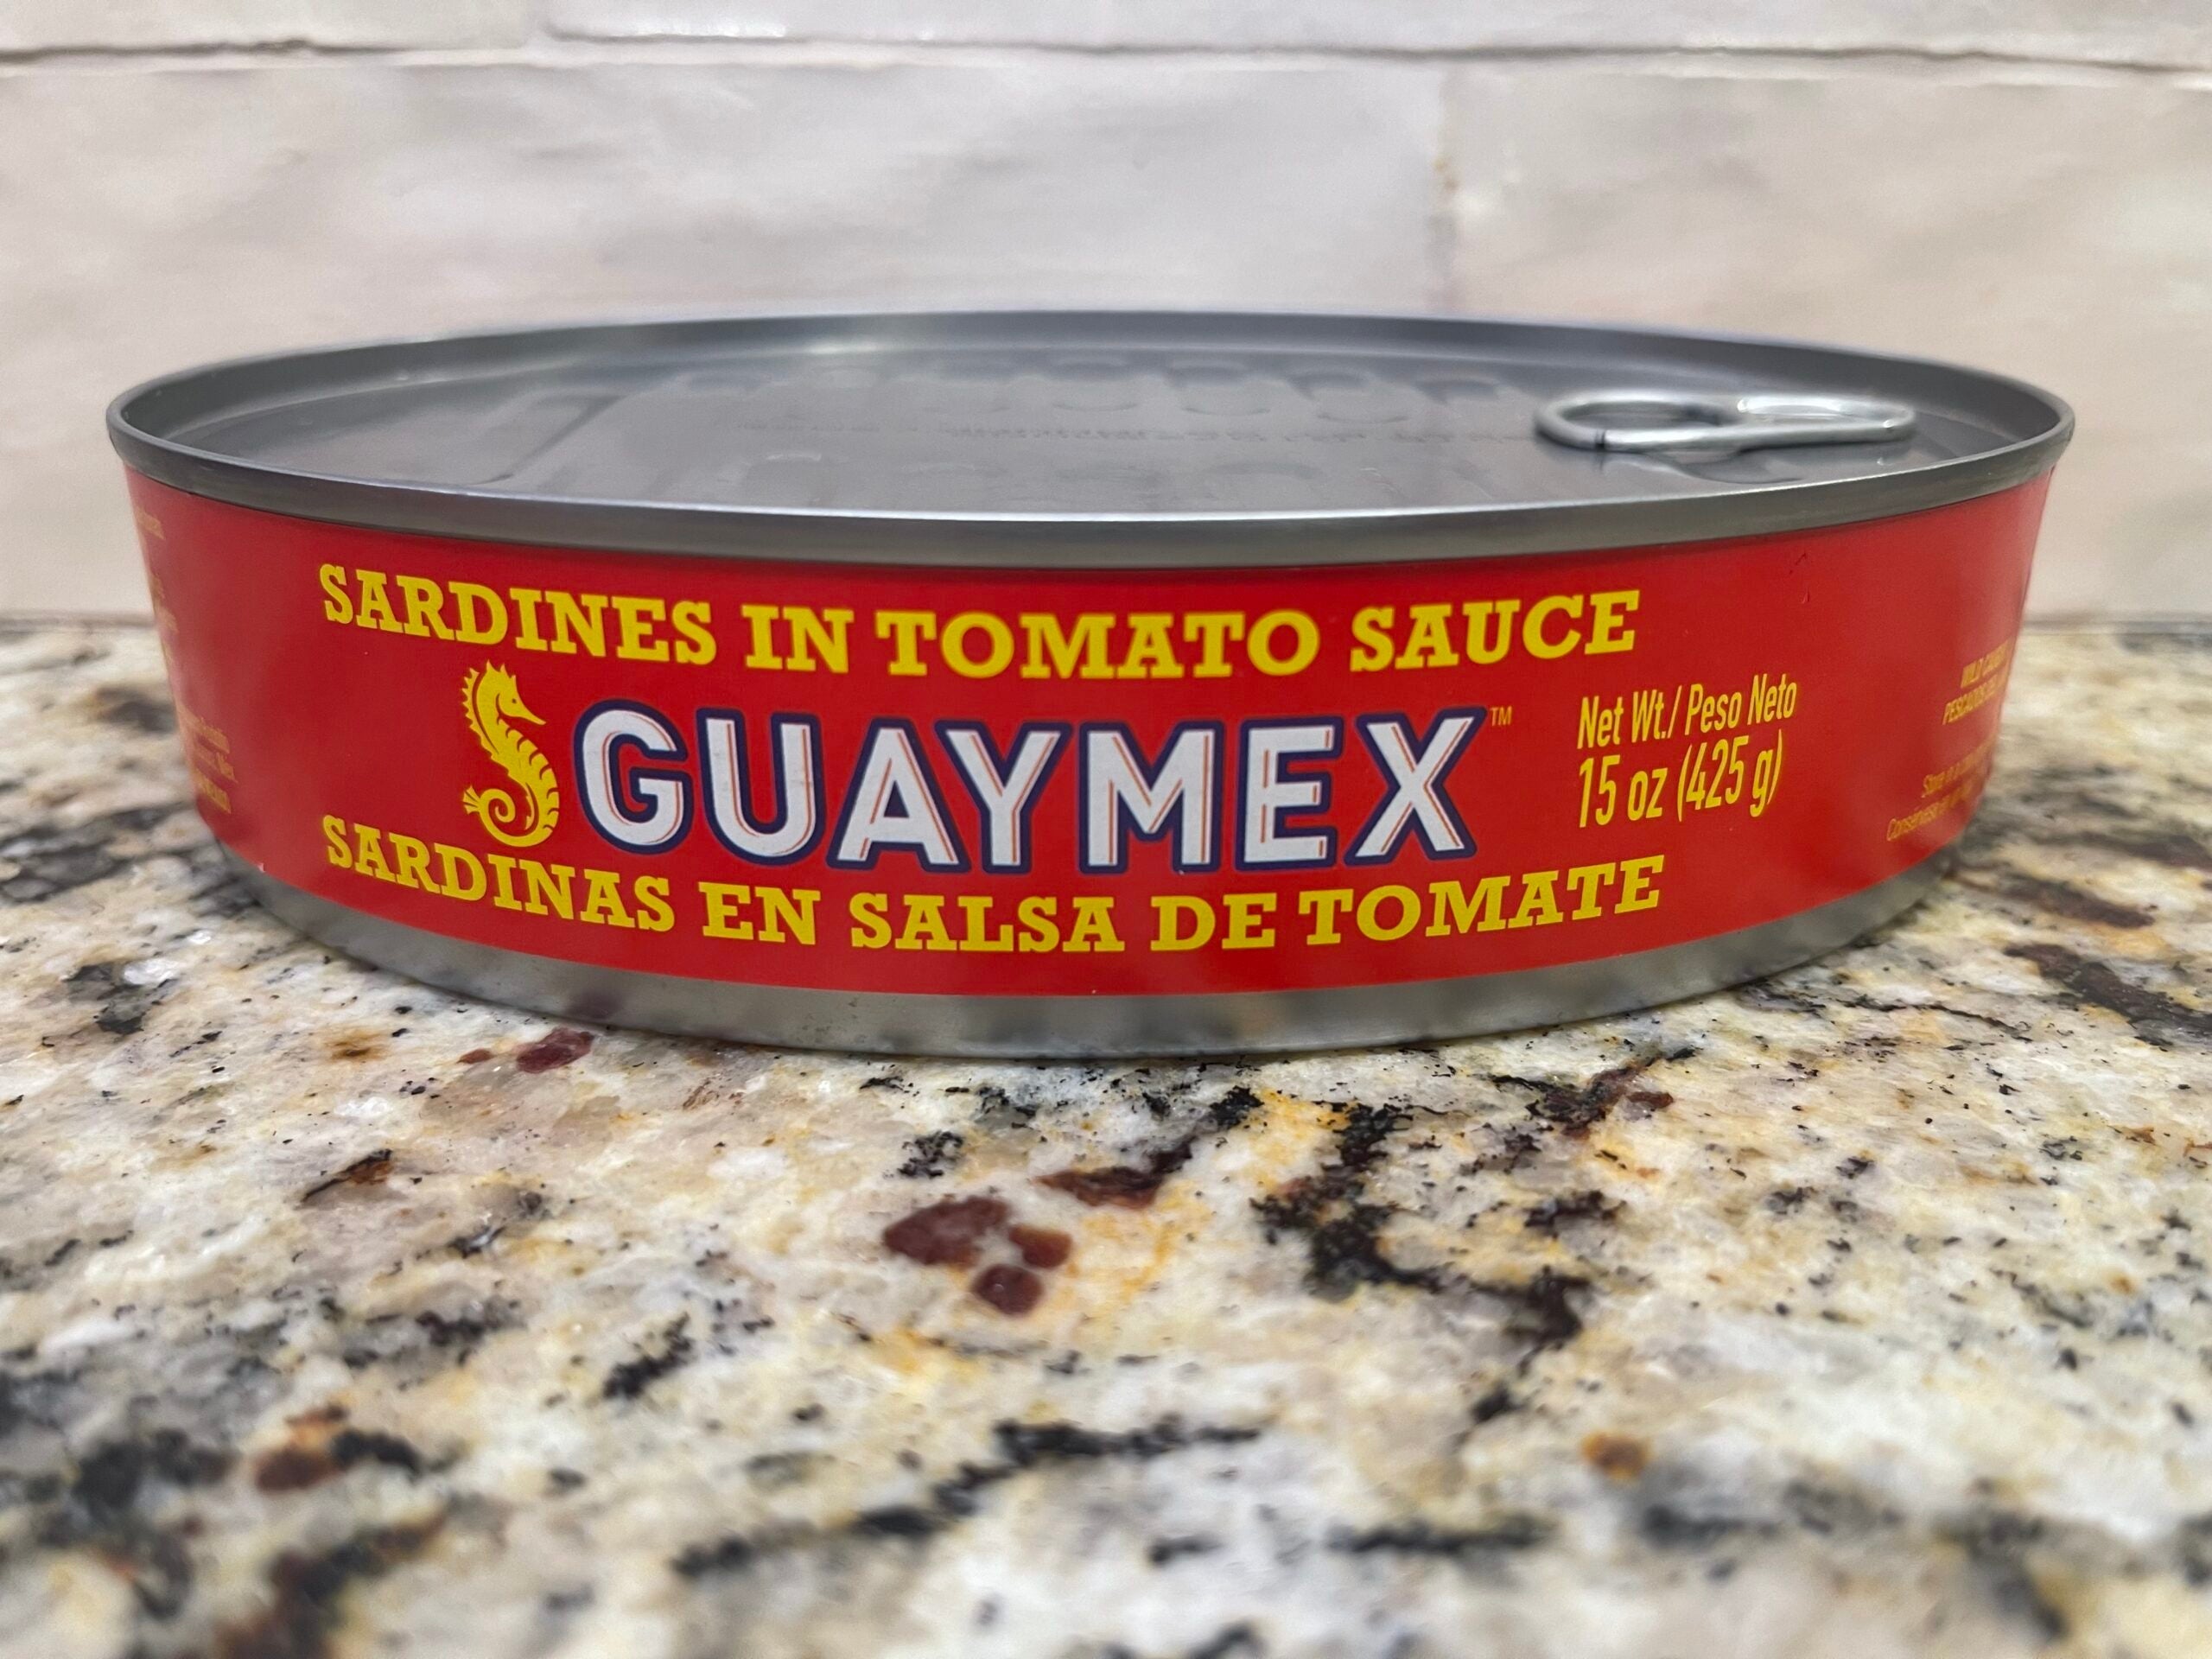 SARDINES IN TOMATO SAUCE
GUAYMEX™
Net Wt./ Peso Neto
15 oz (425 g)
SARDINAS EN SALSA DE TOMATE